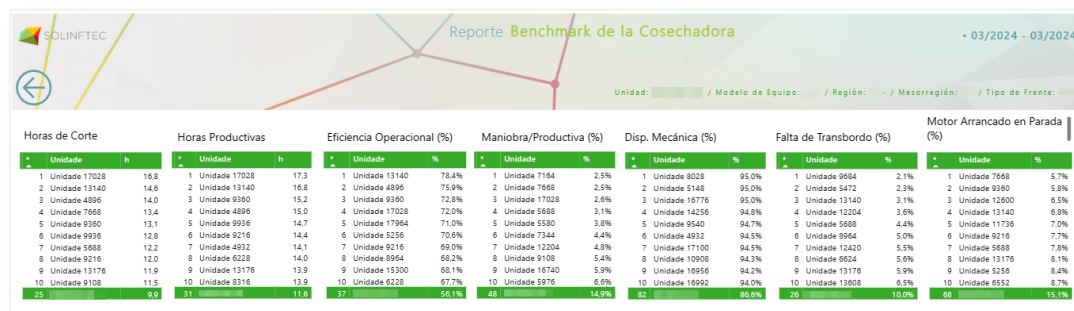 SOLINFTEC
Reporte Benchmark de la Cosechadora
• 03/2024 - 03/2024
Unidad: / Modelo de Equipo: / Región: - / Mesorregión: / Tipo de Frente: -
Horas de Corte
* Unidade h
1 Unidade 17028 16,8
2 Unidade 13140 14,6
3 Unidade 4896 14,0
4 Unidade 7668 13,4
5 Unidade 9360 13,1
6 Unidade 9936 12,8
7 Unidade 5688 12,2
8 Unidade 9216 12,0
9 Unidade 13176 11,9
10 Unidade 9108 11,5
25 9,9
Horas Productivas
* Unidade h
1 Unidade 17028 17,3
2 Unidade 13140 16,8
3 Unidade 9360 15,2
4 Unidade 4896 15,0
5 Unidade 9936 14,7
6 Unidade 9216 14,4
7 Unidade 4932 14,1
8 Unidade 6228 14,0
9 Unidade 13176 13,9
10 Unidade 8316 13,9
31 11,6
Eficiencia Operacional (%)
* Unidade %
1 Unidade 13140 78,4%
2 Unidade 4896 75,9%
3 Unidade 9360 72,8%
4 Unidade 17028 72,0%
5 Unidade 17964 71,0%
6 Unidade 5256 70,6%
7 Unidade 9216 69,0%
8 Unidade 8964 68,2%
9 Unidade 15300 68,1%
10 Unidade 6228 67,7%
37 56,1%
Maniobra/Productiva (%)
* Unidade %
1 Unidade 7164 2,5%
2 Unidade 7668 2,5%
3 Unidade 17028 2,6%
4 Unidade 5688 3,1%
5 Unidade 5580 3,8%
6 Unidade 7344 4,4%
7 Unidade 12204 4,8%
8 Unidade 9108 5,4%
9 Unidade 16740 5,9%
10 Unidade 5976 6,6%
48 14,9%
Disp. Mecánica (%)
* Unidade %
1 Unidade 8028 95,0%
2 Unidade 5148 95,0%
3 Unidade 16776 95,0%
4 Unidade 14256 94,8%
5 Unidade 9540 94,7%
6 Unidade 4932 94,5%
7 Unidade 17100 94,5%
8 Unidade 10908 94,3%
9 Unidade 16956 94,2%
10 Unidade 16992 94,0%
82 86,6%
Falta de Transbordo (%)
* Unidade %
1 Unidade 9684 2,1%
2 Unidade 5472 2,3%
3 Unidade 13140 3,1%
4 Unidade 12204 3,6%
5 Unidade 5688 4,4%
6 Unidade 8964 5,0%
7 Unidade 12420 5,5%
8 Unidade 6624 5,6%
9 Unidade 13176 5,9%
10 Unidade 13608 6,5%
26 10,0%
Motor Arrancado en Parada
(%)
* Unidade %
1 Unidade 7668 5,7%
2 Unidade 9360 5,8%
3 Unidade 12600 6,5%
4 Unidade 13140 6,8%
5 Unidade 11736 7,0%
6 Unidade 9216 7,7%
7 Unidade 5688 7,8%
8 Unidade 13176 8,1%
9 Unidade 5256 8,4%
10 Unidade 6552 8,7%
68 15,1%